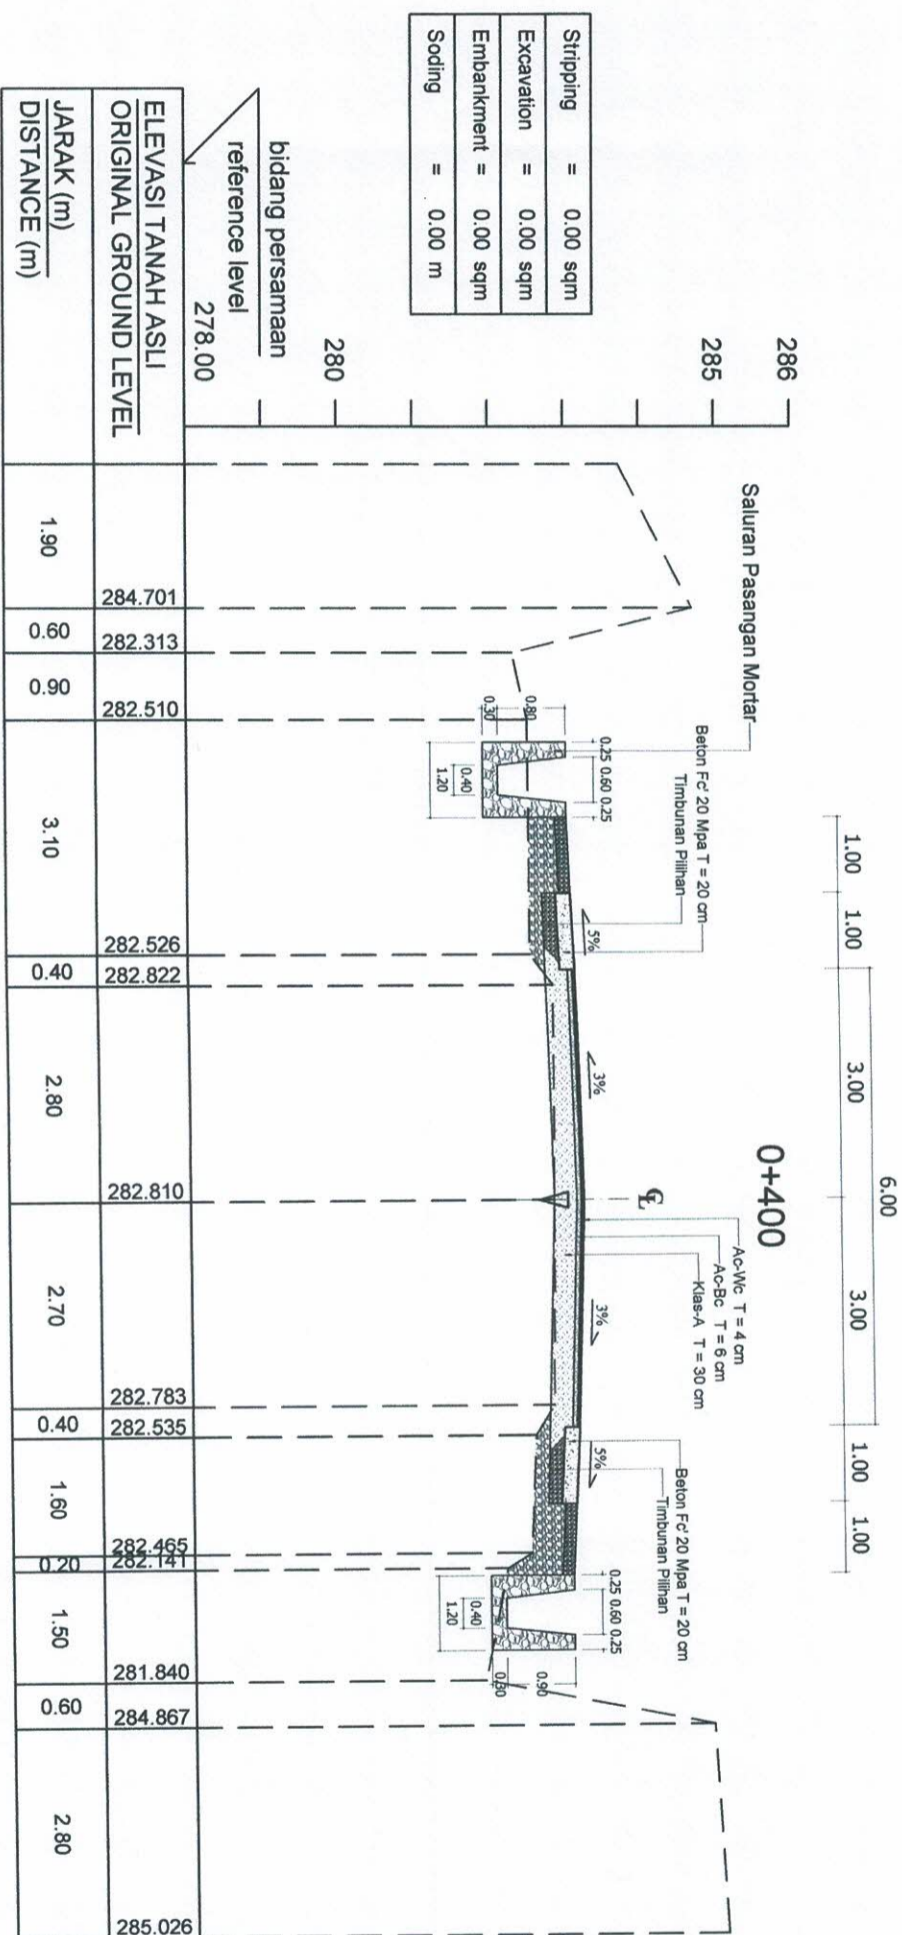 0+400
6.00
1.00 1.00 3.00 3.00 1.00 1.00
286
285
280
278.00
Saluran Pasangan Mortar
Beton Fc' 20 Mpa T = 20 cm
Timbunan Pilihan
Ac-Wc T = 4 cm
Ac-Bc T = 6 cm
Klas-A T = 30 cm
Beton Fc' 20 Mpa T = 20 cm
Timbunan Pilihan
5% 3% 3% 5%
CL
0.25 0.60 0.25
0.80
0.30
0.40
1.20
0.25 0.60 0.25
0.90
0.30
0.40
1.20
Stripping = 0.00 sqm
Excavation = 0.00 sqm
Embankment = 0.00 sqm
Soding = 0.00 m
bidang persamaan
reference level
ELEVASI TANAH ASLI
ORIGINAL GROUND LEVEL
284.701 282.313 282.510 282.526 282.822 282.810 282.783 282.535 282.465 282.141 281.840 284.867 285.026
JARAK (m)
DISTANCE (m)
1.90 0.60 0.90 3.10 0.40 2.80 2.70 0.40 1.60 0.20 1.50 0.60 2.80